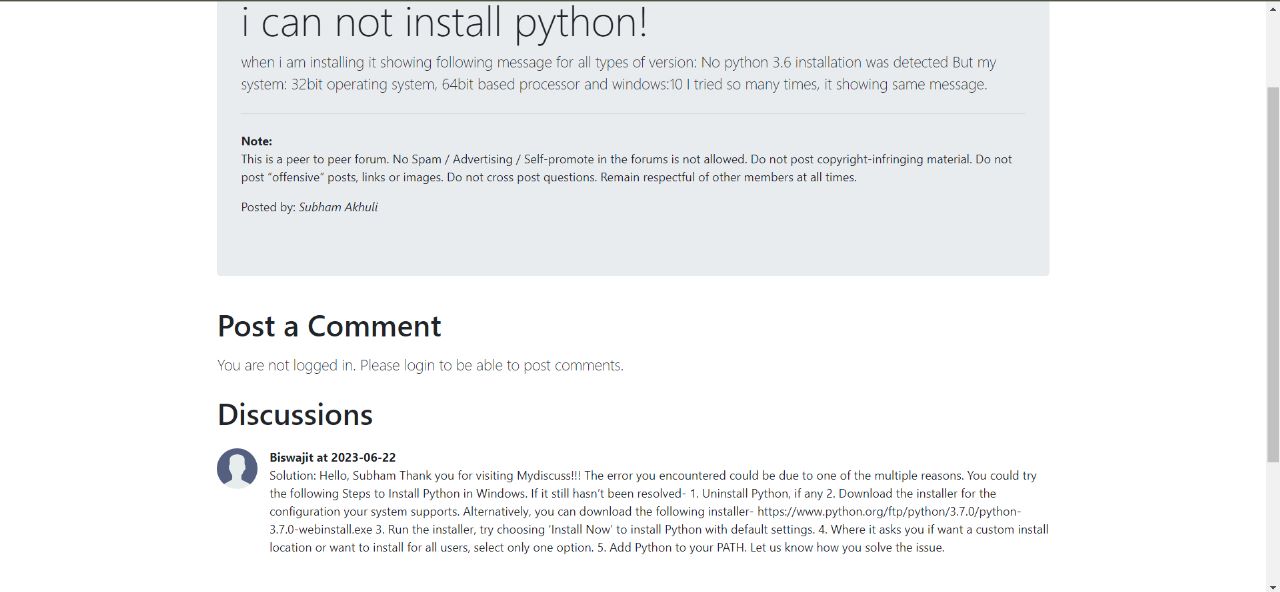 i can not install python!
when i am installing it showing following message for all types of version: No python 3.6 installation was detected But my
system: 32bit operating system, 64bit based processor and windows:10 I tried so many times, it showing same message.
Note:
This is a peer to peer forum. No Spam / Advertising / Self-promote in the forums is not allowed. Do not post copyright-infringing material. Do not
post “offensive” posts, links or images. Do not cross post questions. Remain respectful of other members at all times.
Posted by: Subham Akhuli
Post a Comment
You are not logged in. Please login to be able to post comments.
Discussions
Biswajit at 2023-06-22
Solution: Hello, Subham Thank you for visiting Mydiscuss!!! The error you encountered could be due to one of the multiple reasons. You could try
the following Steps to Install Python in Windows. If it still hasn’t been resolved- 1. Uninstall Python, if any 2. Download the installer for the
configuration your system supports. Alternatively, you can download the following installer- https://www.python.org/ftp/python/3.7.0/python-
3.7.0-webinstall.exe 3. Run the installer, try choosing ‘Install Now’ to install Python with default settings. 4. Where it asks you if want a custom install
location or want to install for all users, select only one option. 5. Add Python to your PATH. Let us know how you solve the issue.